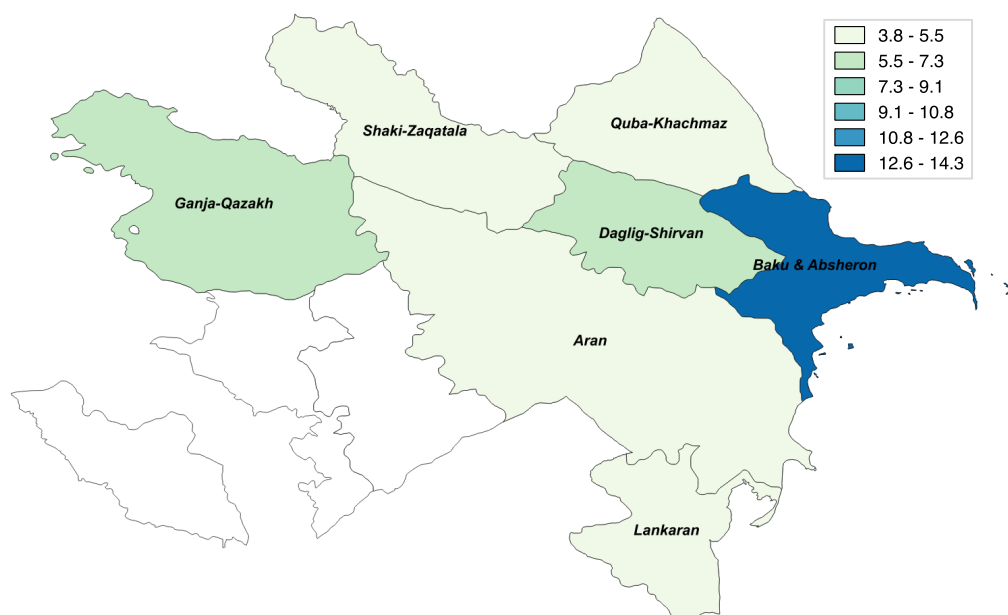 3.8 - 5.5
5.5 - 7.3
7.3 - 9.1
9.1 - 10.8
10.8 - 12.6
12.6 - 14.3
Shaki-Zaqatala
Quba-Khachmaz
Ganja-Qazakh
Daglig-Shirvan
Baku & Absheron
Aran
Lankaran